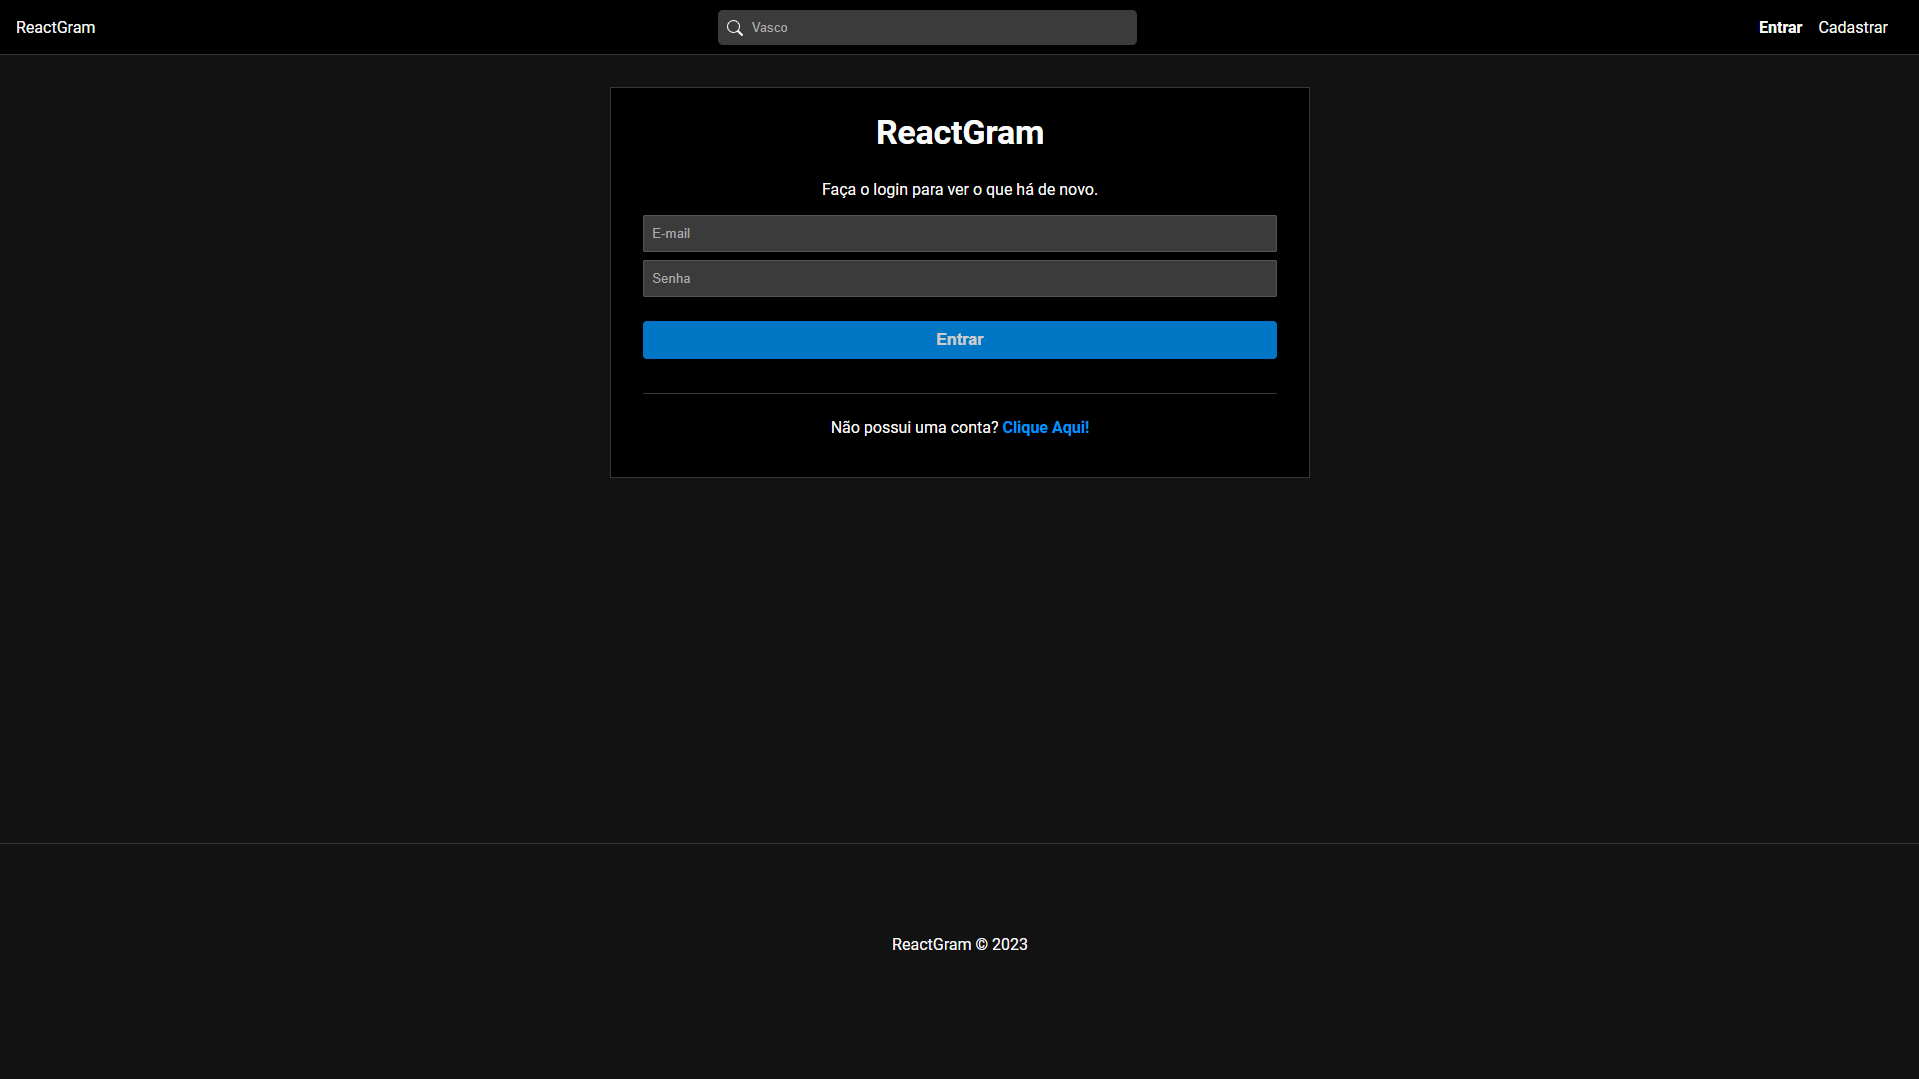 ReactGram
Vasco
Entrar Cadastrar
ReactGram
Faça o login para ver o que há de novo.
E-mail
Senha
Entrar
Não possui uma conta? Clique Aqui!
ReactGram © 2023